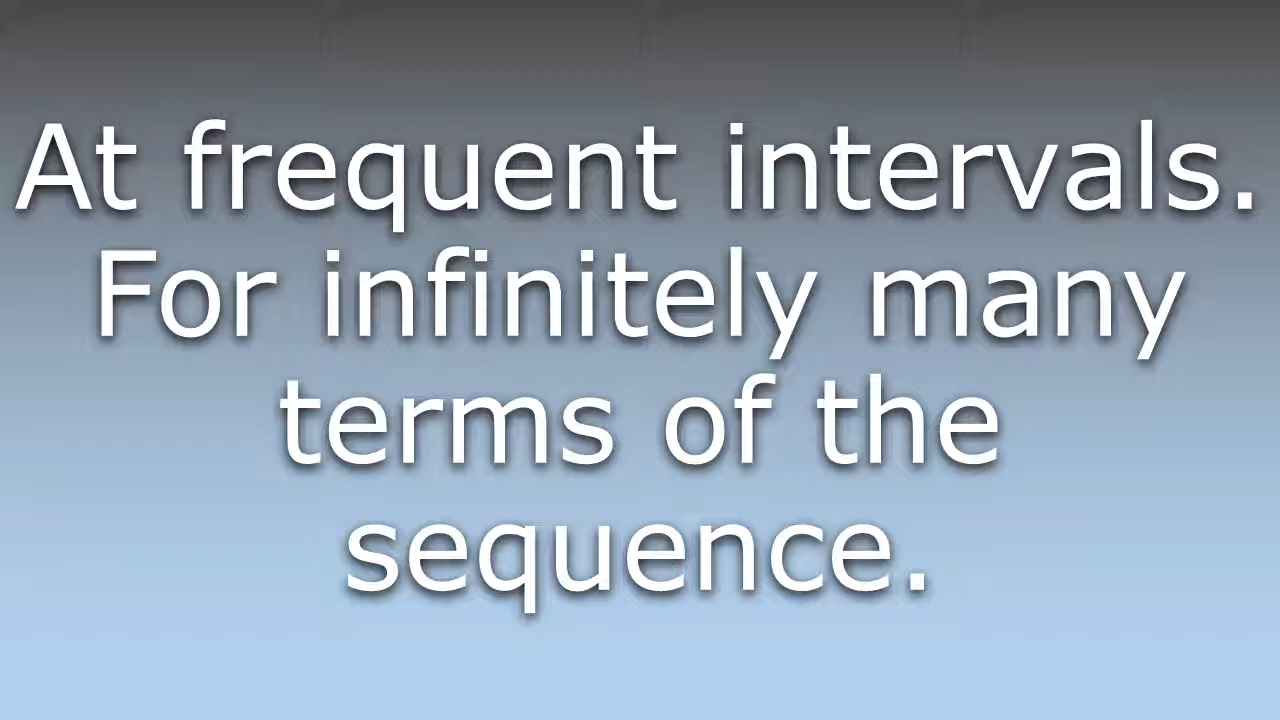 At frequent intervals.
For infinitely many
terms of the
sequence.